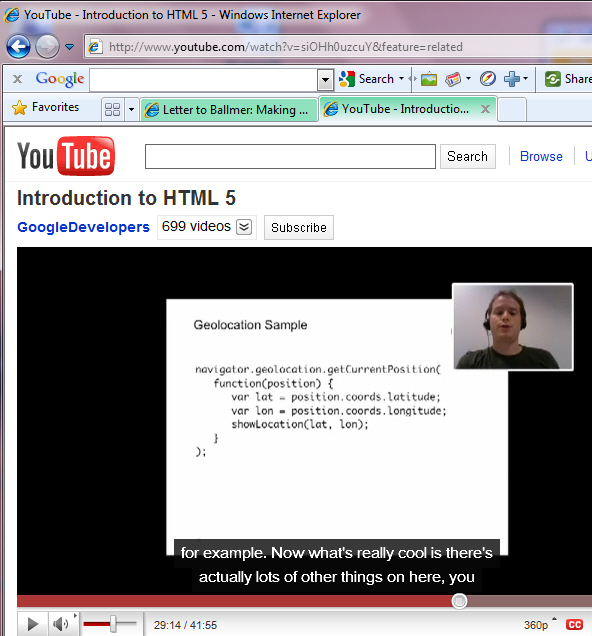 YouTube - Introduction to HTML 5 - Windows Internet Explorer
http://www.youtube.com/watch?v=siOHh0uzcuY&feature=related
x Google Search Share
Favorites Letter to Ballmer: Making ... YouTube - Introductio... X
YouTube Search Browse U
Introduction to HTML 5
GoogleDevelopers 699 videos Subscribe
Geolocation Sample
navigator.geolocation.getCurrentPosition(
function(position) {
var lat = position.coords.latitude;
var lon = position.coords.longitude;
showLocation(lat, lon);
}
);
for example. Now what's really cool is there's
actually lots of other things on here, you
29:14 / 41:55 360p CC